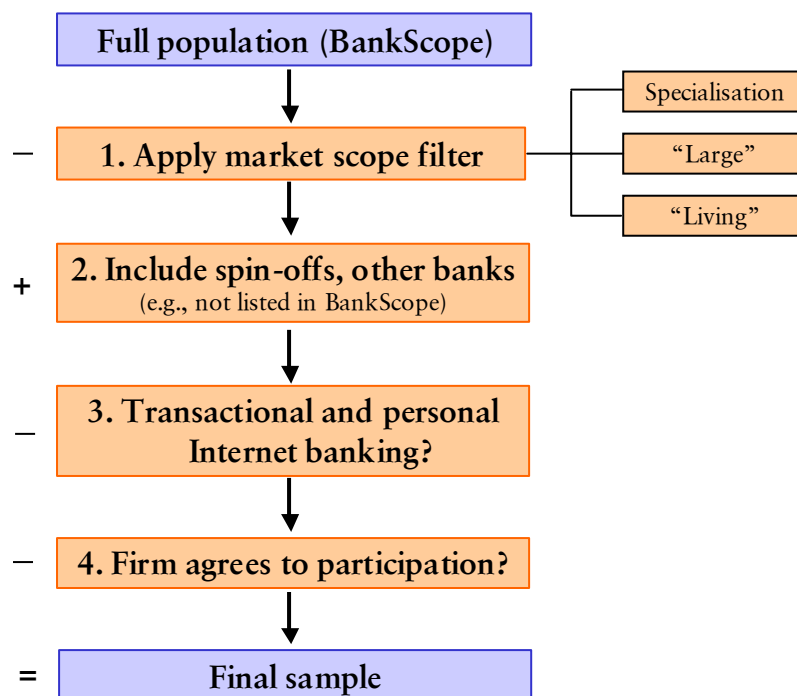 Full population (BankScope)
Specialisation
– 1. Apply market scope filter
“Large”
“Living”
+ 2. Include spin-offs, other banks
(e.g., not listed in BankScope)
– 3. Transactional and personal
Internet banking?
– 4. Firm agrees to participation?
= Final sample